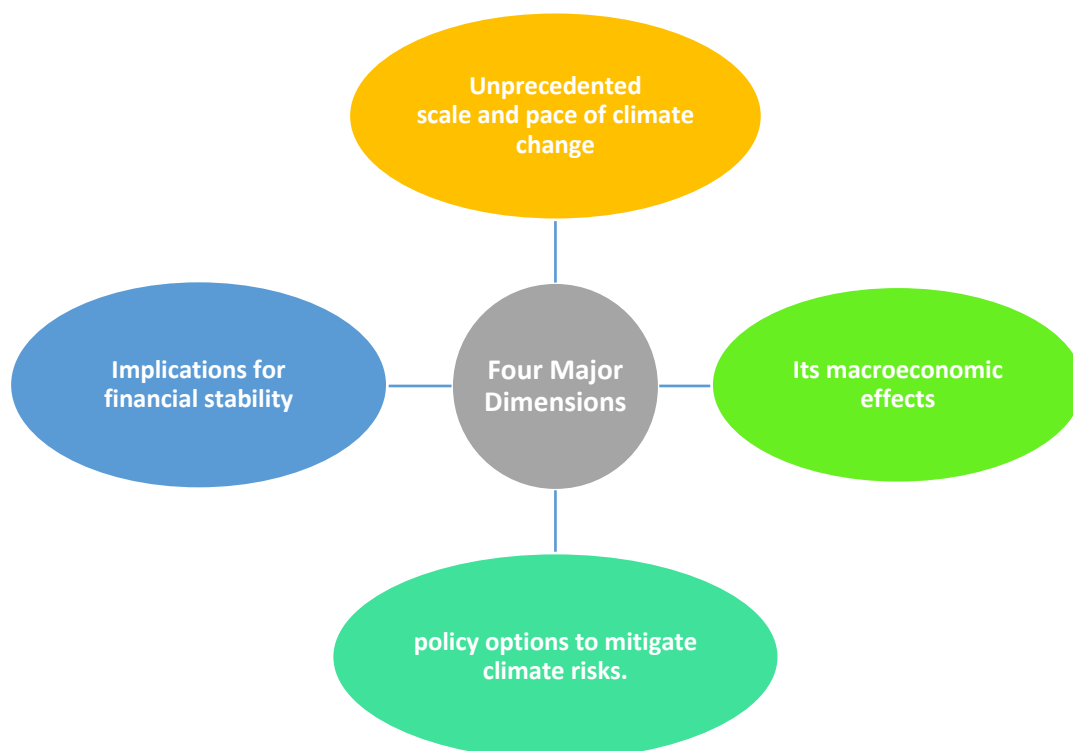 Unprecedented
scale and pace of climate
change
Implications for
financial stability
Four Major
Dimensions
Its macroeconomic
effects
policy options to mitigate
climate risks.